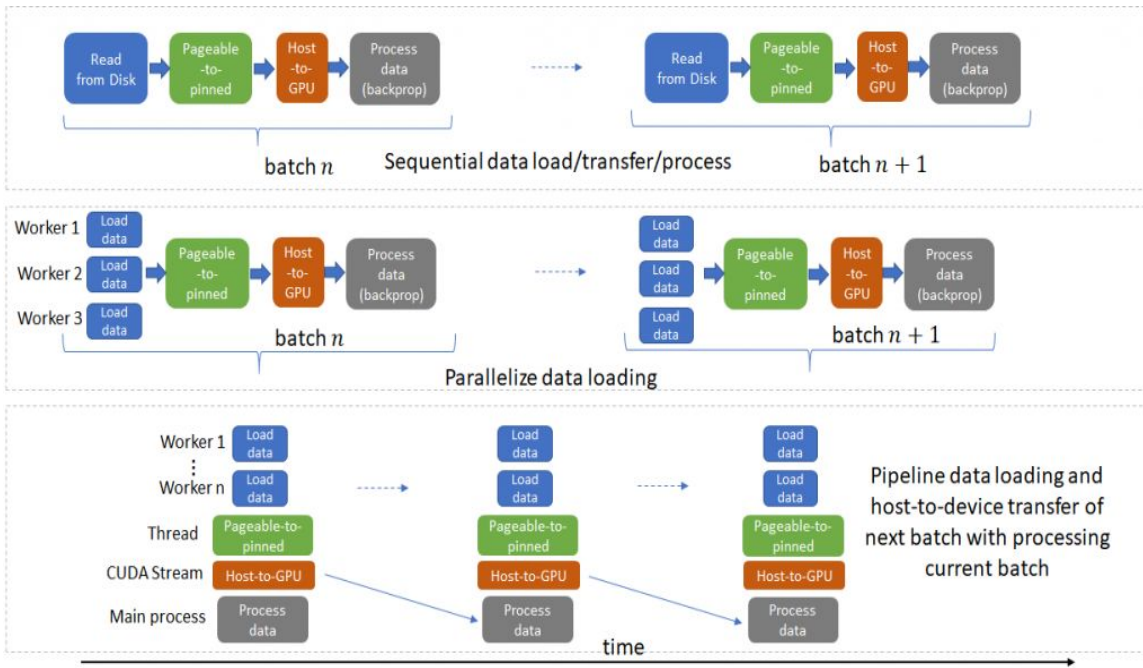 Read
from Disk
Pageable
-to-
pinned
Host
-to-
GPU
Process
data
(backprop)
Read
from Disk
Pageable
-to-
pinned
Host
-to-
GPU
Process
data
(backprop)
batch n
Sequential data load/transfer/process
batch n + 1
Worker 1
Load
data
Worker 2
Load
data
Worker 3
Load
data
Pageable
-to-
pinned
Host
-to-
GPU
Process
data
(backprop)
Load
data
Load
data
Load
data
Pageable
-to-
pinned
Host
-to-
GPU
Process
data
(backprop)
batch n
batch n + 1
Parallelize data loading
Worker 1
Load
data
Load
data
Load
data
⋮
Worker n
Load
data
Load
data
Load
data
Thread
Pageable-to-
pinned
Pageable-to-
pinned
Pageable-to-
pinned
CUDA Stream
Host-to-GPU
Host-to-GPU
Host-to-GPU
Main process
Process
data
Process
data
Process
data
Pipeline data loading and
host-to-device transfer of
next batch with processing
current batch
time